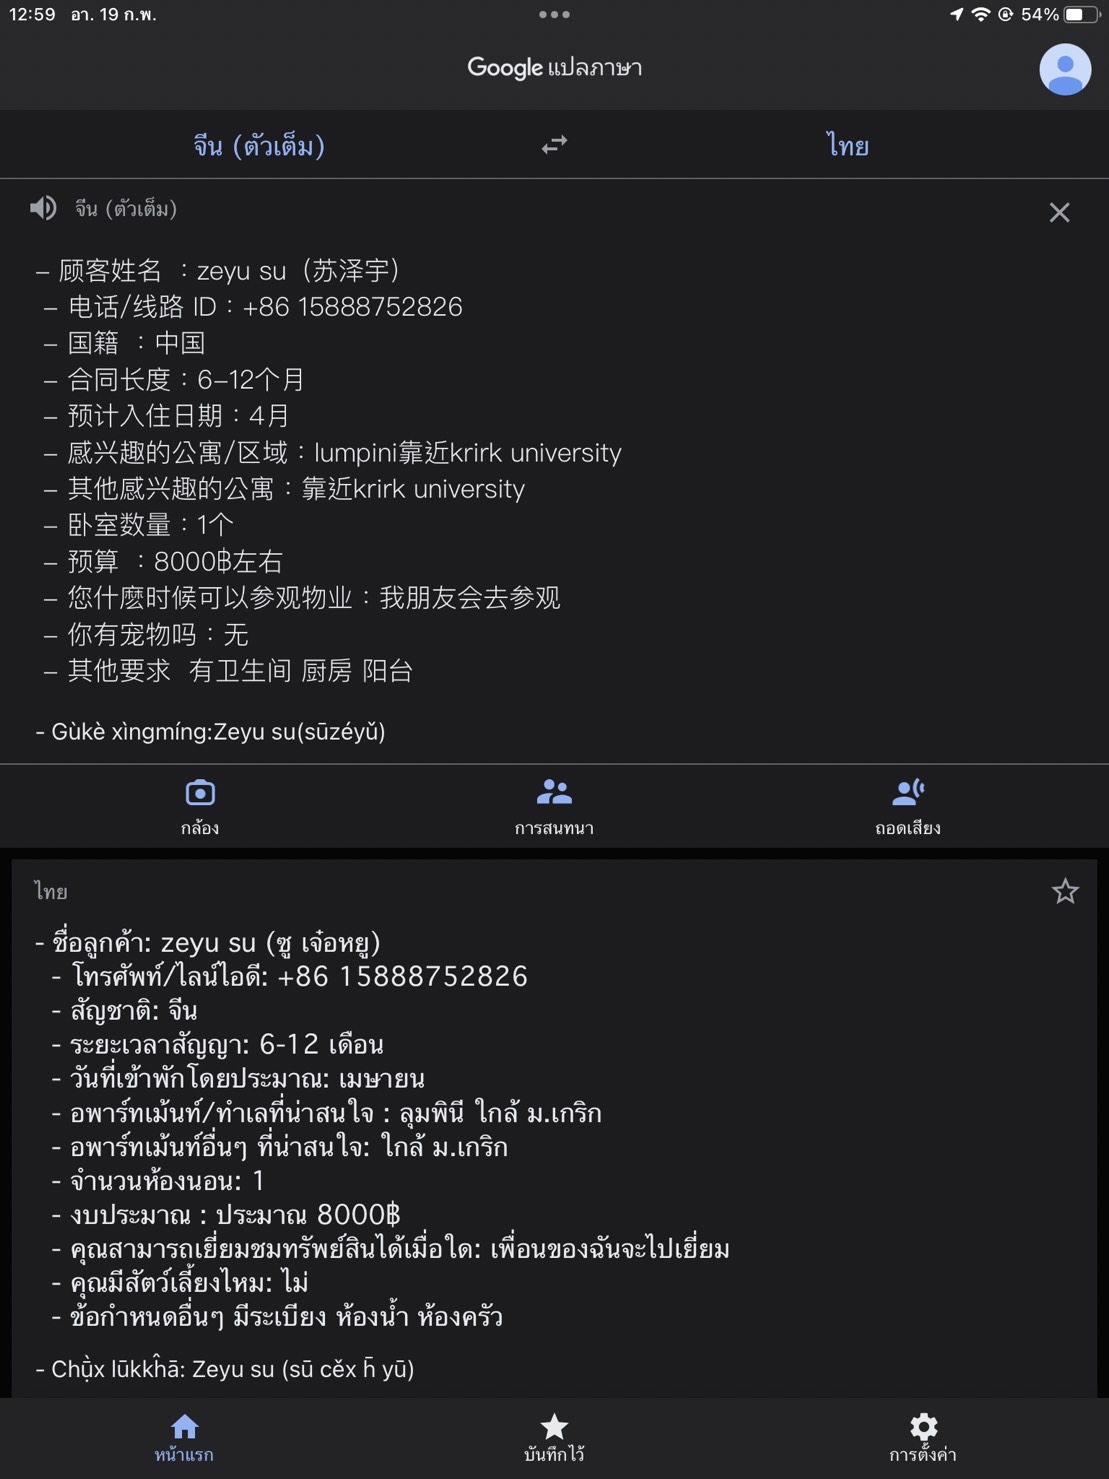 12:59 อา. 19 ก.พ.
54%
Google แปลภาษา
จีน (ตัวเต็ม)
ไทย
จีน (ตัวเต็ม)
– 顾客姓名 ：zeyu su（苏泽宇）
– 电话/线路 ID：+86 15888752826
– 国籍 ：中国
– 合同长度：6–12个月
– 预计入住日期：4月
– 感兴趣的公寓/区域：lumpini靠近krirk university
– 其他感兴趣的公寓：靠近krirk university
– 卧室数量：1个
– 预算 ：8000฿左右
– 您什麽时候可以参观物业：我朋友会去参观
– 你有宠物吗：无
– 其他要求 有卫生间 厨房 阳台
- Gùkè xìngmíng:Zeyu su(sūzéyǔ)
กล้อง
การสนทนา
ถอดเสียง
ไทย
- ชื่อลูกค้า: zeyu su (ซู เจ๋อหยู)
- โทรศัพท์/ไลน์ไอดี: +86 15888752826
- สัญชาติ: จีน
- ระยะเวลาสัญญา: 6-12 เดือน
- วันที่เข้าพักโดยประมาณ: เมษายน
- อพาร์ทเม้นท์/ทำเลที่น่าสนใจ : ลุมพินี ใกล้ ม.เกริก
- อพาร์ทเม้นท์อื่นๆ ที่น่าสนใจ: ใกล้ ม.เกริก
- จำนวนห้องนอน: 1
- งบประมาณ : ประมาณ 8000฿
- คุณสามารถเยี่ยมชมทรัพย์สินได้เมื่อใด: เพื่อนของฉันจะไปเยี่ยม
- คุณมีสัตว์เลี้ยงไหม: ไม่
- ข้อกำหนดอื่นๆ มีระเบียง ห้องน้ำ ห้องครัว
- Chụ̄̀x lūkkĥā: Zeyu su (sū cěx h̄ yū)
หน้าแรก
บันทึกไว้
การตั้งค่า